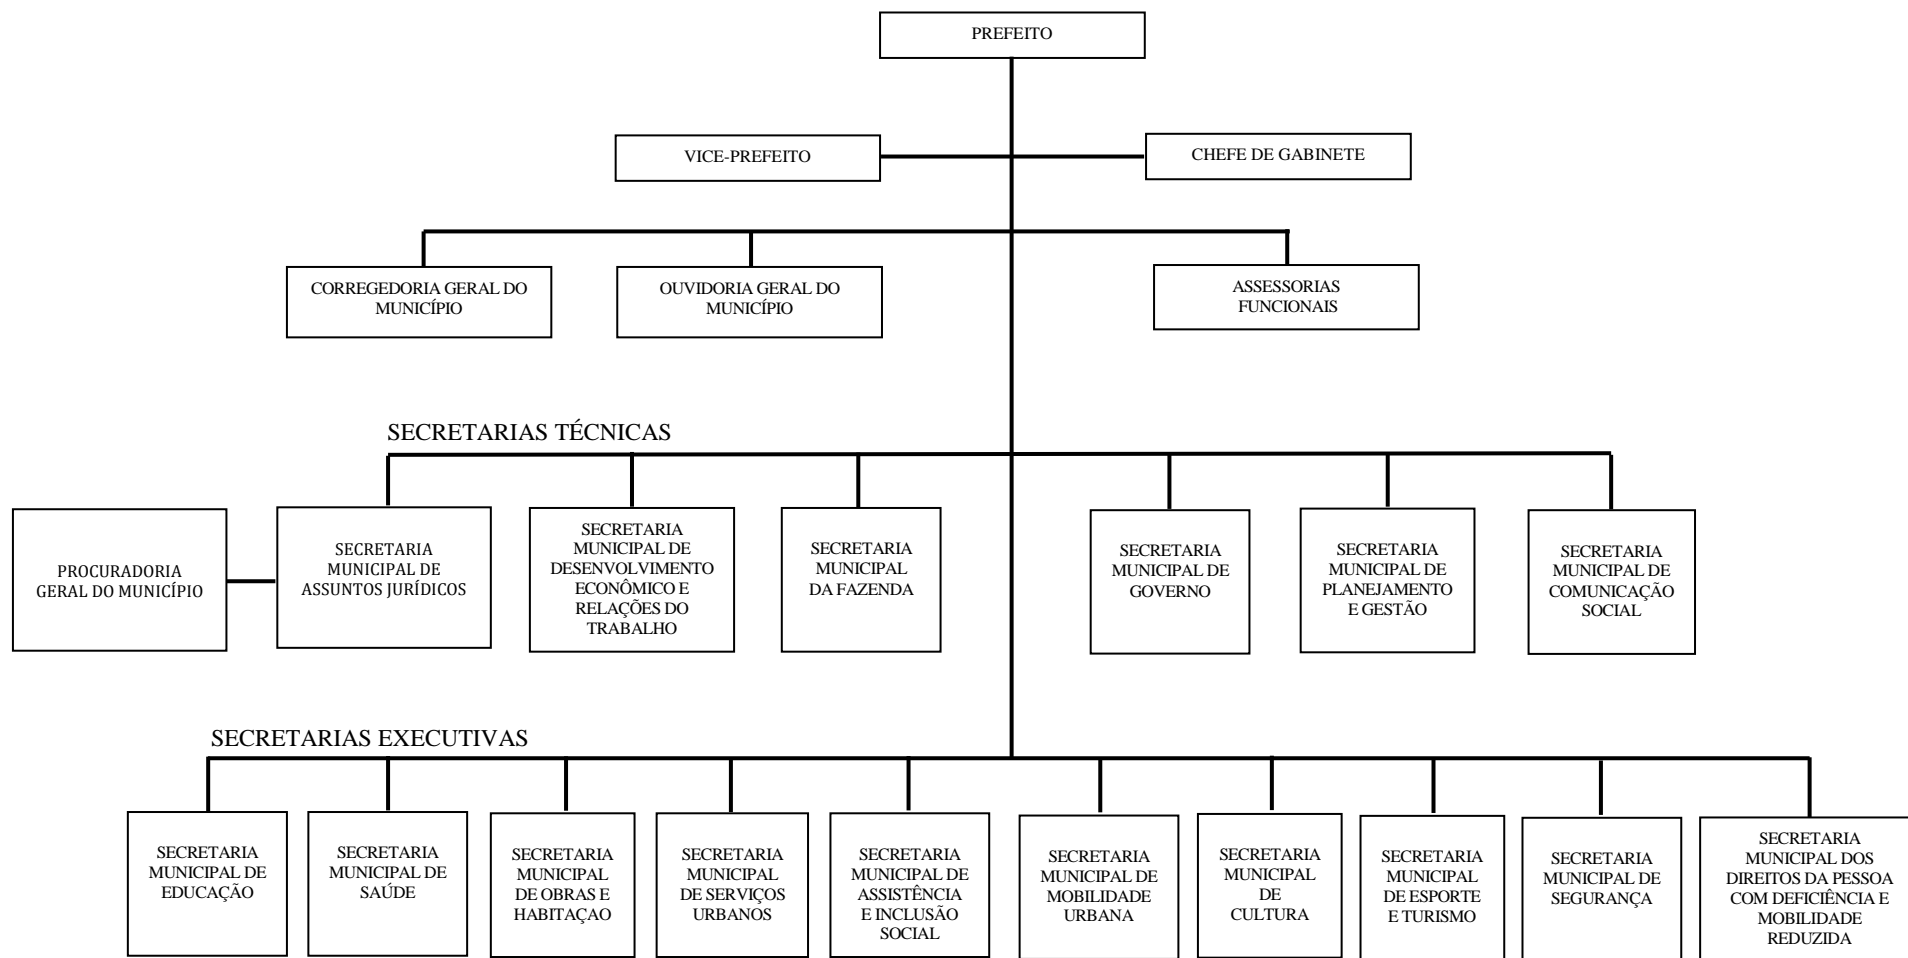 PREFEITO
VICE-PREFEITO
CHEFE DE GABINETE
CORREGEDORIA GERAL DO
MUNICÍPIO
OUVIDORIA GERAL DO
MUNICÍPIO
ASSESSORIAS
FUNCIONAIS
SECRETARIAS TÉCNICAS
PROCURADORIA
GERAL DO MUNICÍPIO
SECRETARIA
MUNICIPAL DE
ASSUNTOS JURÍDICOS
SECRETARIA
MUNICIPAL DE
DESENVOLVIMENTO
ECONÔMICO E
RELAÇÕES DO
TRABALHO
SECRETARIA
MUNICIPAL
DA FAZENDA
SECRETARIA
MUNICIPAL DE
GOVERNO
SECRETARIA
MUNICIPAL DE
PLANEJAMENTO
E GESTÃO
SECRETARIA
MUNICIPAL DE
COMUNICAÇÃO
SOCIAL
SECRETARIAS EXECUTIVAS
SECRETARIA
MUNICIPAL DE
EDUCAÇÃO
SECRETARIA
MUNICIPAL DE
SAÚDE
SECRETARIA
MUNICIPAL
DE OBRAS E
HABITAÇAO
SECRETARIA
MUNICIPAL
DE SERVIÇOS
URBANOS
SECRETARIA
MUNICIPAL DE
ASSISTÊNCIA
E INCLUSÃO
SOCIAL
SECRETARIA
MUNICIPAL DE
MOBILIDADE
URBANA
SECRETARIA
MUNICIPAL
DE
CULTURA
SECRETARIA
MUNICIPAL
DE ESPORTE
E TURISMO
SECRETARIA
MUNICIPAL DE
SEGURANÇA
SECRETARIA
MUNICIPAL DOS
DIREITOS DA PESSOA
COM DEFICIÊNCIA E
MOBILIDADE
REDUZIDA